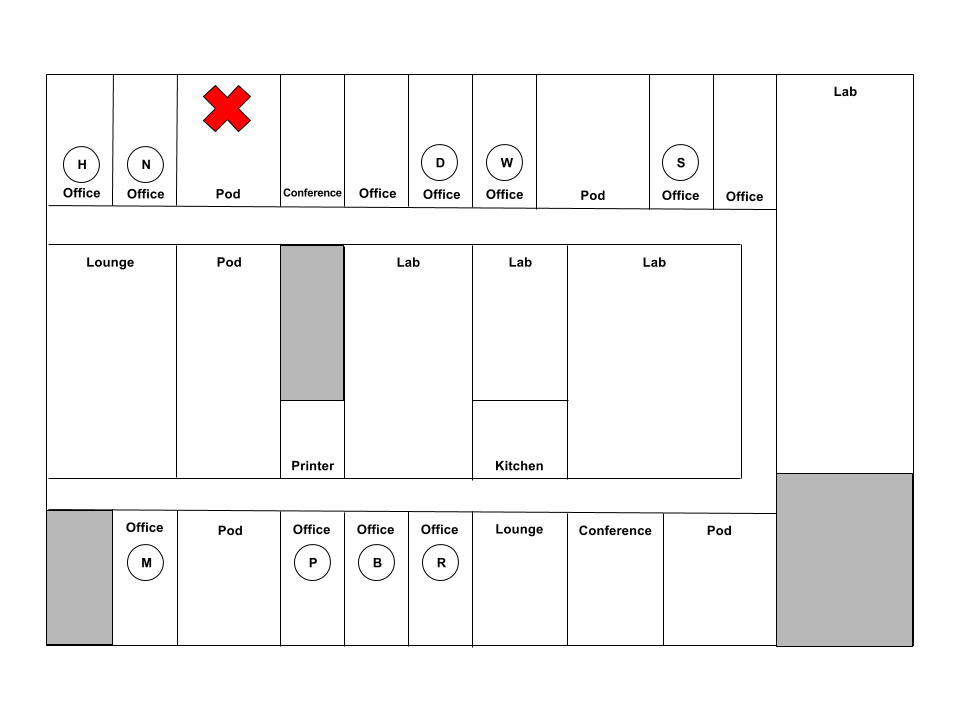 Lab
H
N
D
W
S
Office
Office
Pod
Conference
Office
Office
Office
Pod
Office
Office
Lounge
Pod
Lab
Lab
Lab
Printer
Kitchen
Office
Pod
Office
Office
Office
Lounge
Conference
Pod
M
P
B
R